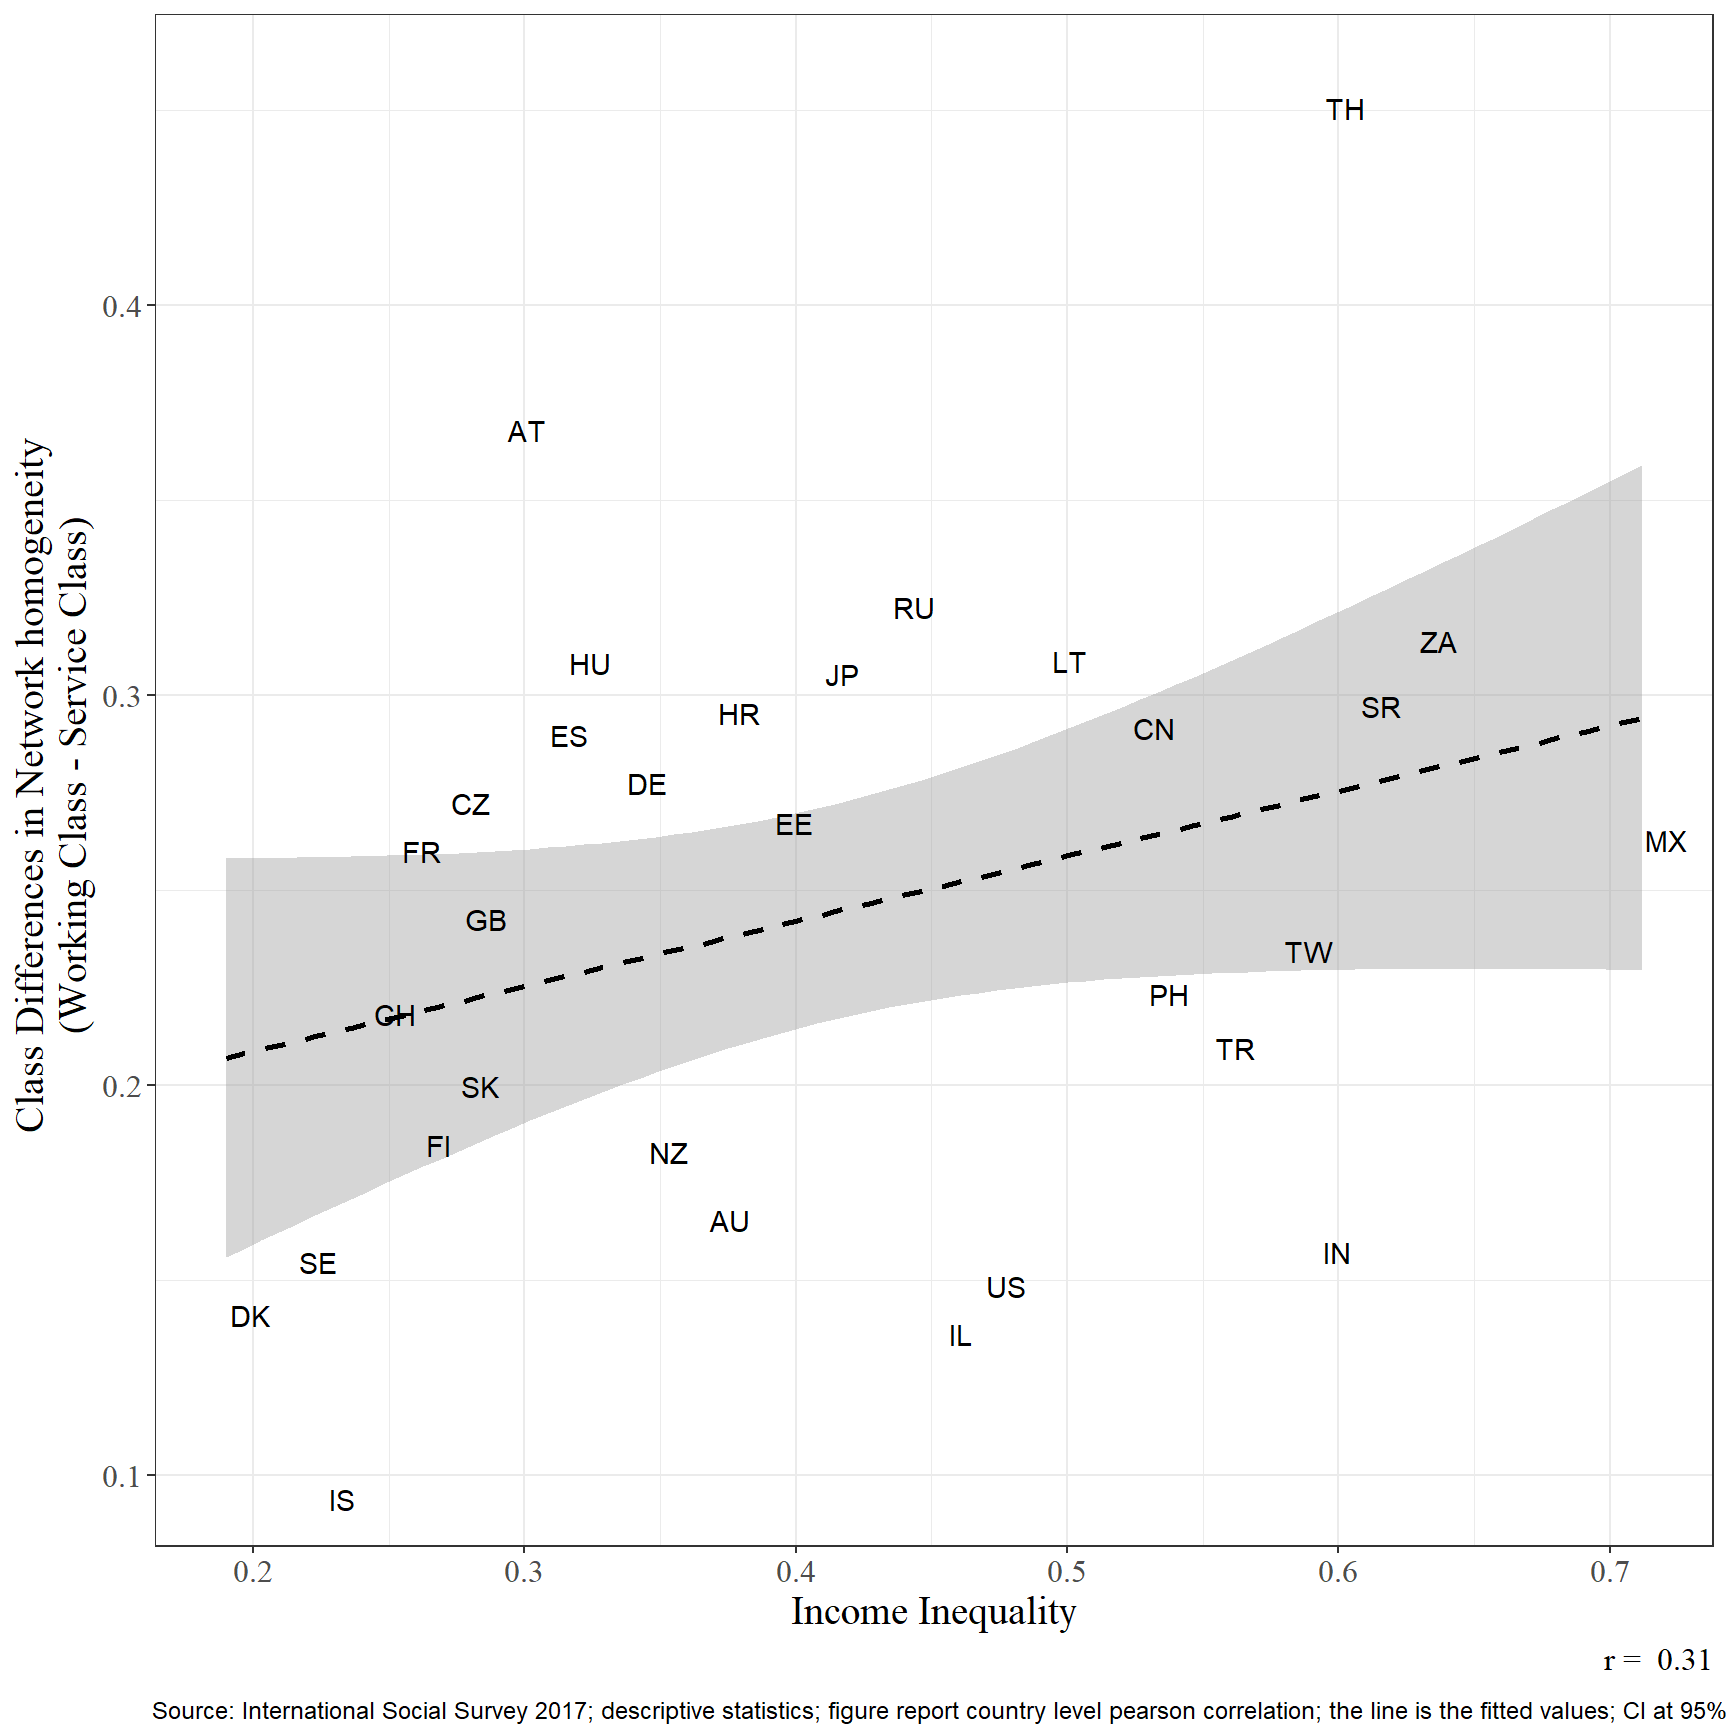 Class Differences in Network homogeneity
(Working Class - Service Class)
TH
0.4
AT
RU
ZA
HU
LT
JP
0.3
SR
HR
CN
ES
DE
CZ
EE
MX
FR
GB
TW
PH
CH
TR
0.2
SK
FI
NZ
AU
IN
SE
US
DK
IL
0.1
IS
0.2 0.3 0.4 0.5 0.6 0.7
Income Inequality
r = 0.31
Source: International Social Survey 2017; descriptive statistics; figure report country level pearson correlation; the line is the fitted values; CI at 95%